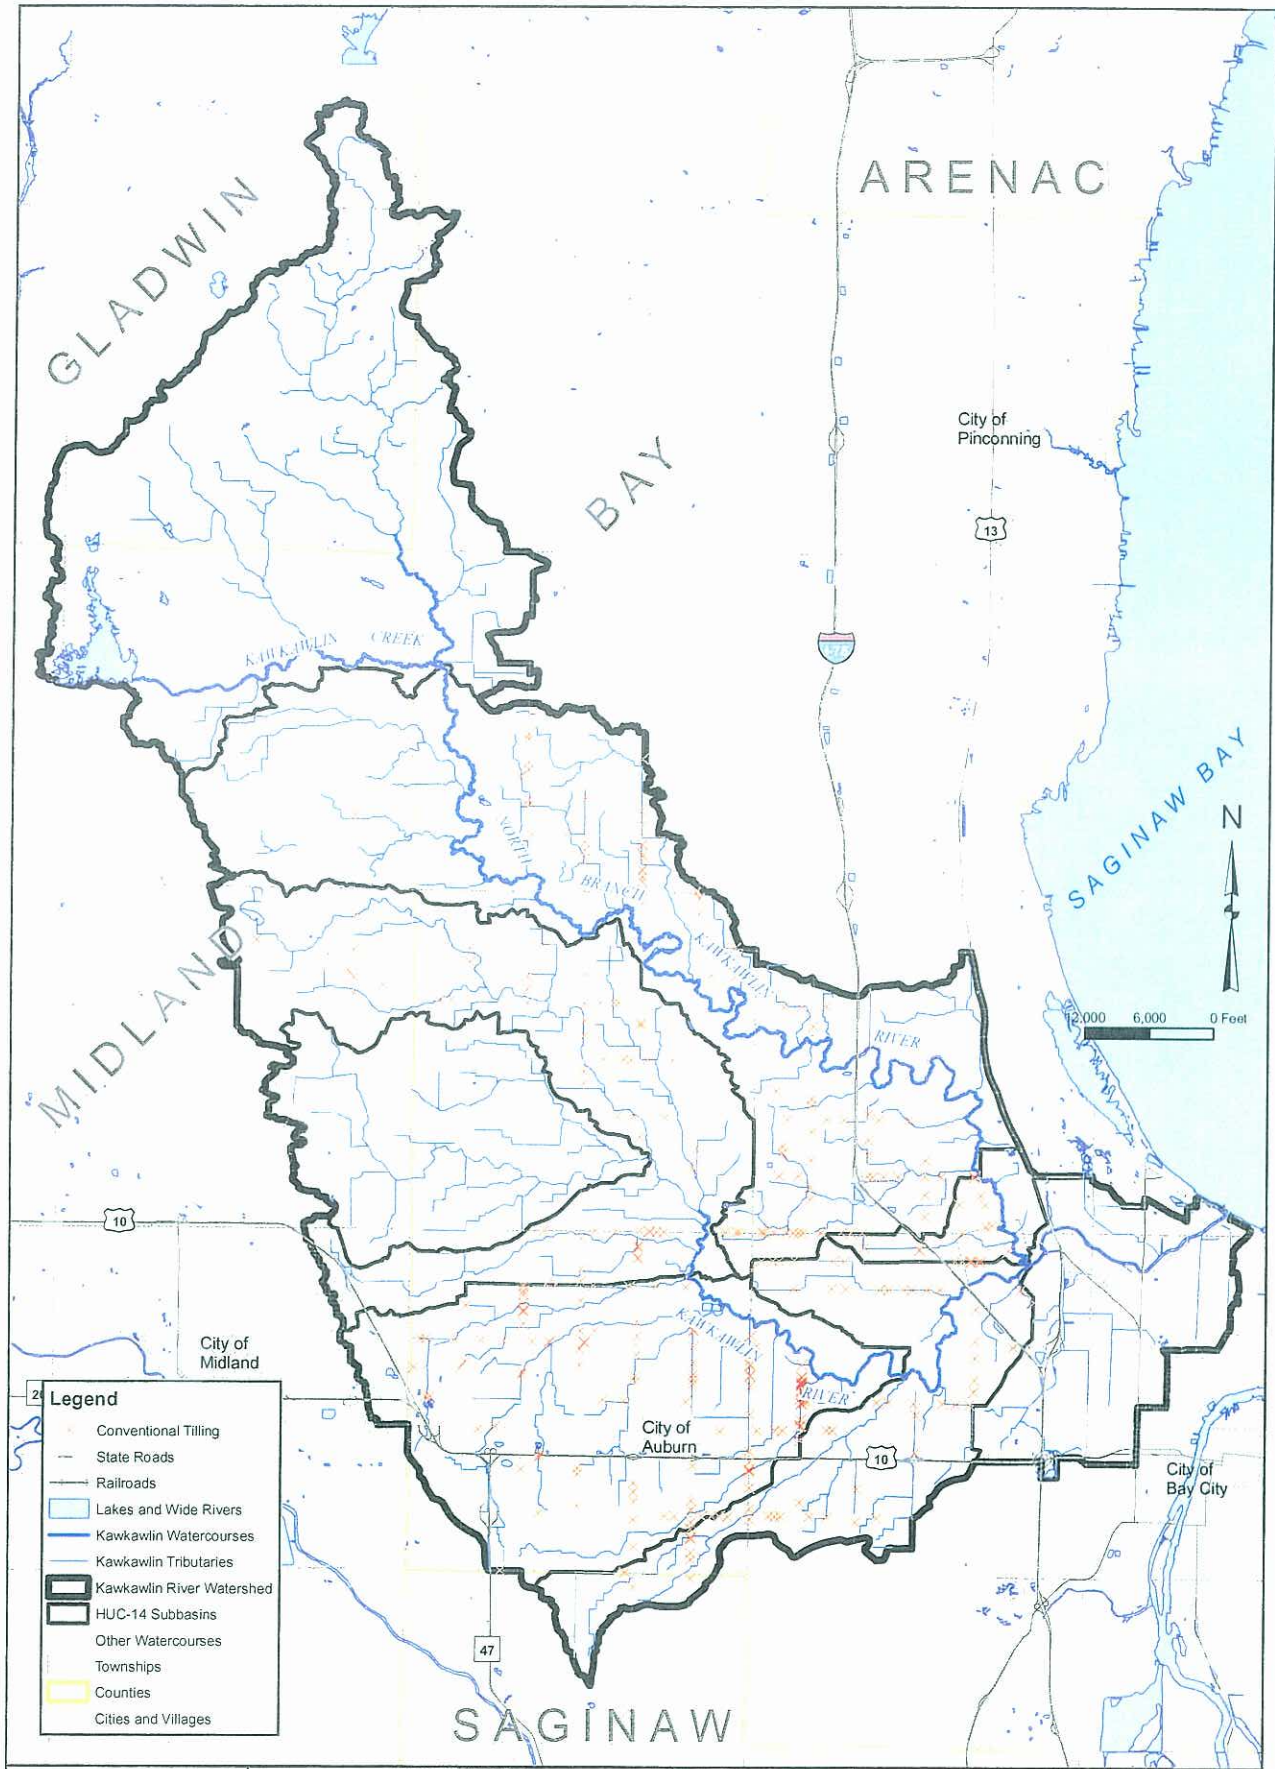 ARENAC
GLADWIN
City of
Pinconning
BAY
13
KAWKAWLIN CREEK
SAGINAW BAY
N
NORTH
BRANCH
KAWKAWLIN
RIVER
MIDLAND
12,000 6,000 0 Feet
10
City of
Midland
KAWKAWLIN
RIVER
City of
Auburn
10
City of
Bay City
Legend
Conventional Tilling
State Roads
Railroads
Lakes and Wide Rivers
Kawkawlin Watercourses
Kawkawlin Tributaries
Kawkawlin River Watershed
HUC-14 Subbasins
Other Watercourses
Townships
Counties
Cities and Villages
47
SAGINAW